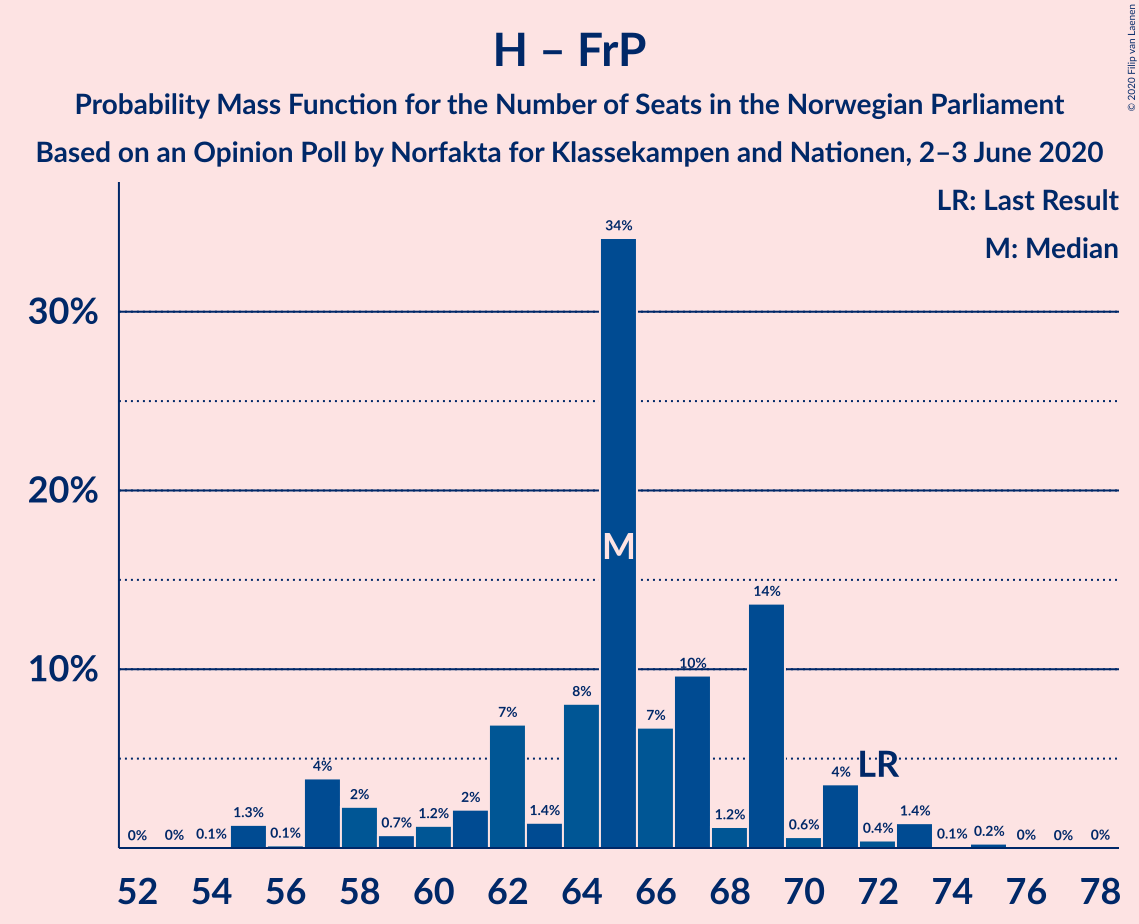 H – FrP
Probability Mass Function for the Number of Seats in the Norwegian Parliament
Based on an Opinion Poll by Norfakta for Klassekampen and Nationen, 2–3 June 2020
© 2020 Filip van Laenen
LR: Last Result
M: Median
30%
20%
10%
0% 0% 0.1% 1.3% 0.1% 4% 2% 0.7% 1.2% 2% 7% 1.4% 8% 34% 7% 10% 1.2% 14% 0.6% 4% 0.4% 1.4% 0.1% 0.2% 0% 0% 0%
M
LR
52 54 56 58 60 62 64 66 68 70 72 74 76 78